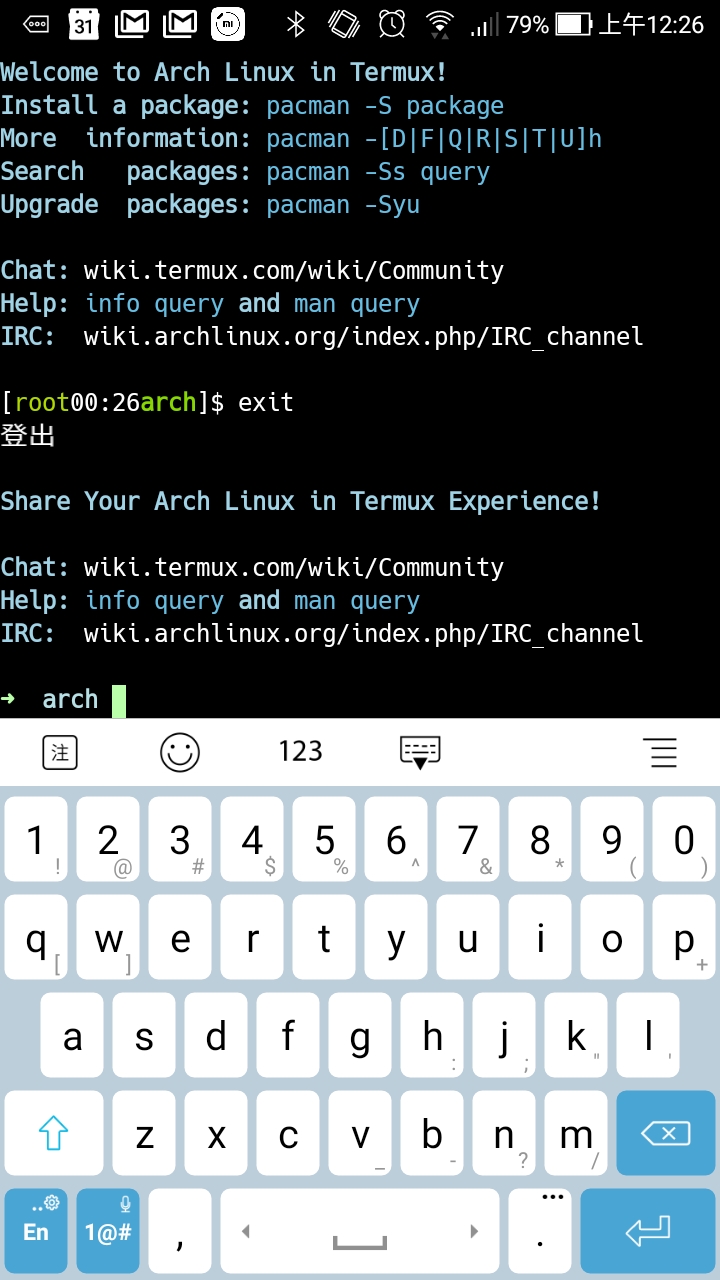 31 mi 79% 上午12:26
Welcome to Arch Linux in Termux!
Install a package: pacman -S package
More  information: pacman -[D|F|Q|R|S|T|U]h
Search   packages: pacman -Ss query
Upgrade  packages: pacman -Syu
Chat: wiki.termux.com/wiki/Community
Help: info query and man query
IRC:  wiki.archlinux.org/index.php/IRC_channel
[root00:26arch]$ exit
登出
Share Your Arch Linux in Termux Experience!
Chat: wiki.termux.com/wiki/Community
Help: info query and man query
IRC:  wiki.archlinux.org/index.php/IRC_channel
➜  arch
注 123
1 ! 2 @ 3 # 4 $ 5 % 6 ^ 7 & 8 * 9 ( 0 )
q [ w ] e r t y u i o p +
a s d f g h : j ; k " l '
z x c v _ b - n ? m /
En 1@# , . •••